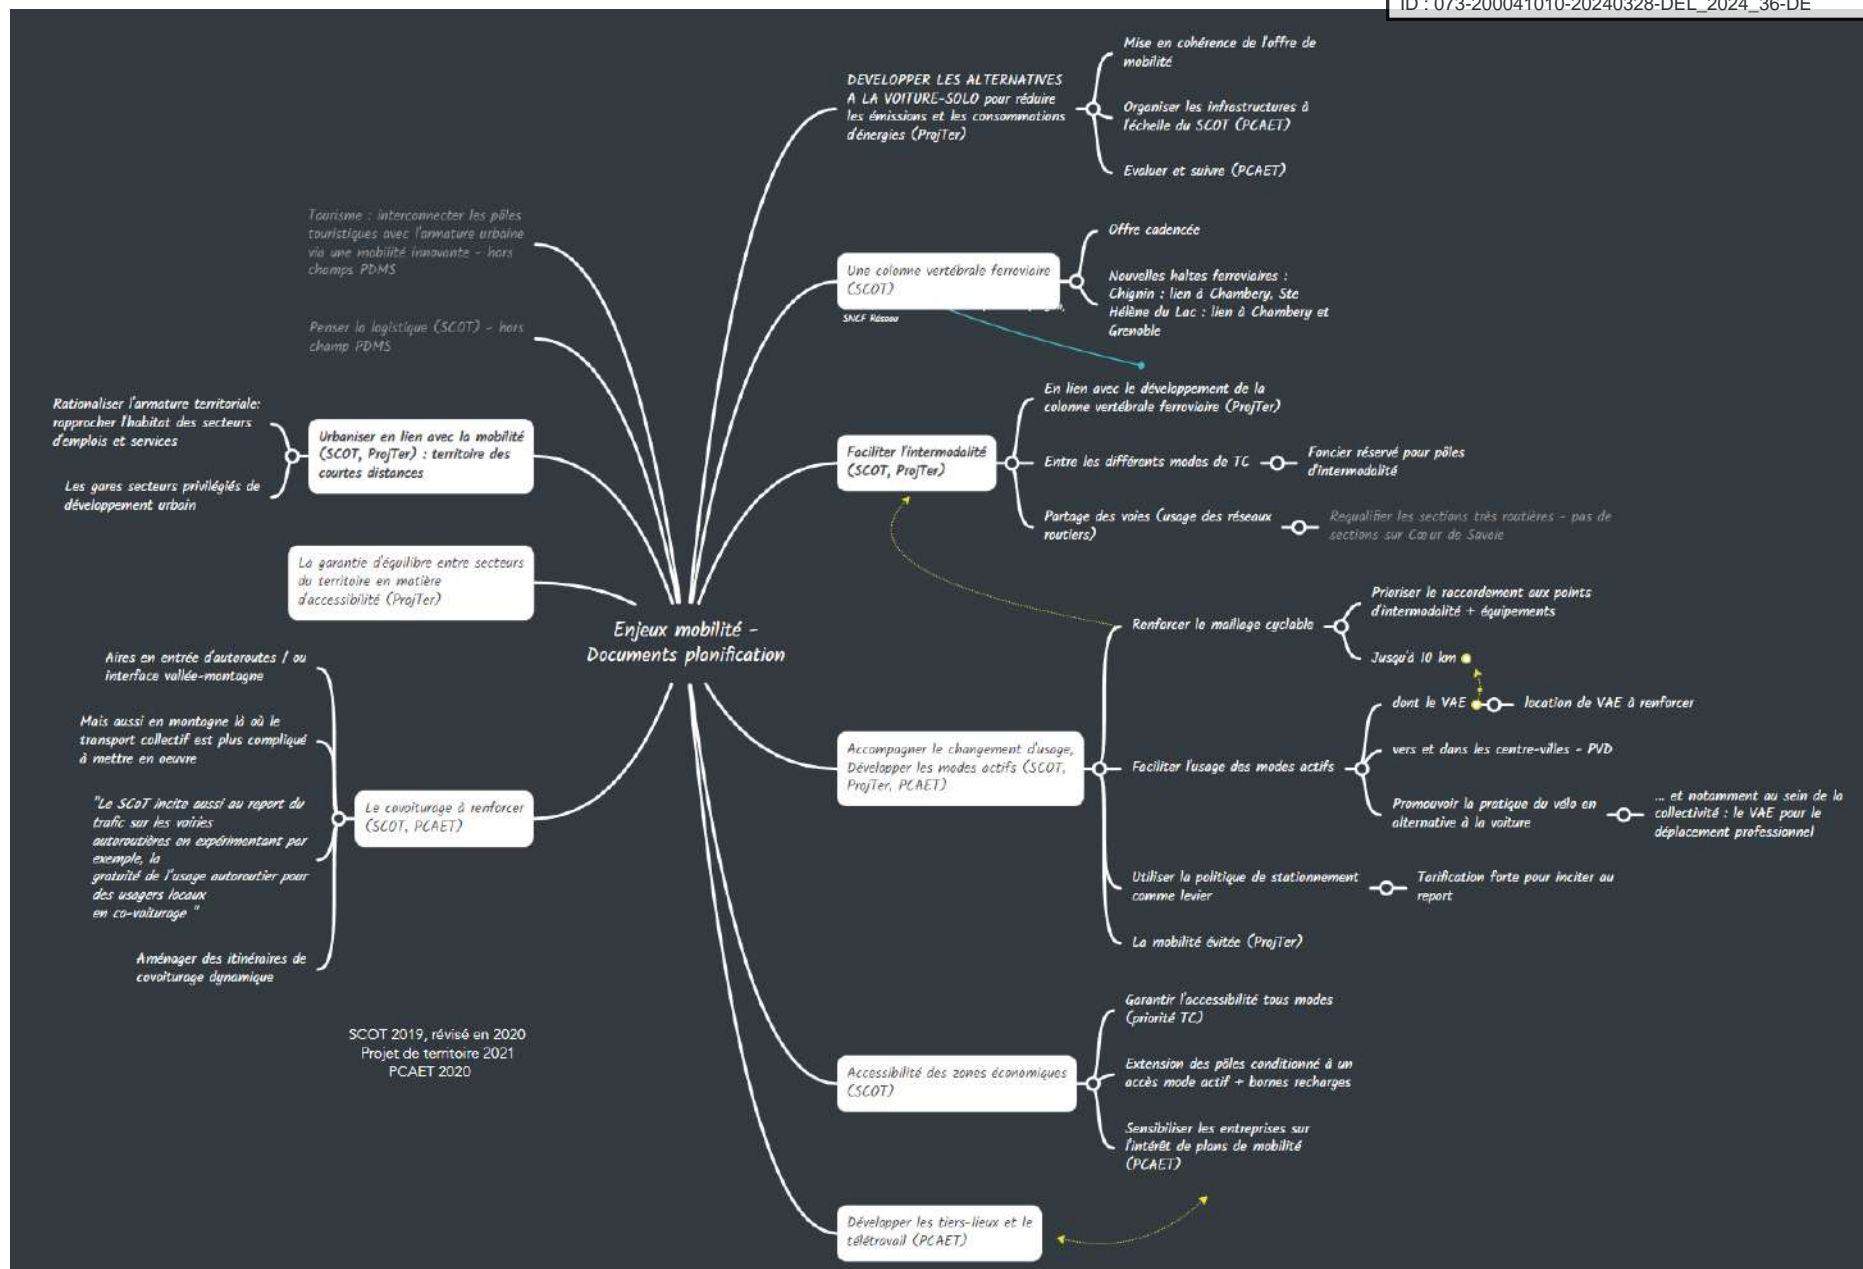 ID : 073-200041010-20240328-DEL_2024_36-DE
Enjeux mobilité -
Documents planification
DEVELOPPER LES ALTERNATIVES
A LA VOITURE-SOLO pour réduire
les émissions et les consommations
d'énergies (ProjTer)
Mise en cohérence de l'offre de
mobilité
Organiser les infrastructures à
l'échelle du SCOT (PCAET)
Evaluer et suivre (PCAET)
Une colonne vertébrale ferroviaire
(SCOT)
SNCF Réseau
Offre cadencée
Nouvelles haltes ferroviaires :
Chignin : lien à Chambery, Ste
Hélène du Lac : lien à Chambery et
Grenoble
Faciliter l'intermodalité
(SCOT, ProjTer)
En lien avec le développement de la
colonne vertébrale ferroviaire (ProjTer)
Entre les différents modes de TC
Foncier réservé pour pôles
d'intermodalité
Partage des voies (usage des réseaux
routiers)
Requalifier les sections très routières - pas de
sections sur Cœur de Savoie
Accompagner le changement d'usage,
Développer les modes actifs (SCOT,
ProjTer, PCAET)
Renforcer le maillage cyclable
Prioriser le raccordement aux points
d'intermodalité + équipements
Jusqu'à 10 km
Faciliter l'usage des modes actifs
dont le VAE
location de VAE à renforcer
vers et dans les centre-villes - PVD
Promouvoir la pratique du vélo en
alternative à la voiture
... et notamment au sein de la
collectivité : le VAE pour le
déplacement professionnel
Utiliser la politique de stationnement
comme levier
Tarification forte pour inciter au
report
La mobilité évitée (ProjTer)
Accessibilité des zones économiques
(SCOT)
Garantir l'accessibilité tous modes
(priorité TC)
Extension des pôles conditionné à un
accès mode actif + bornes recharges
Sensibiliser les entreprises sur
l'intérêt de plans de mobilité
(PCAET)
Développer les tiers-lieux et le
télétravail (PCAET)
Tourisme : interconnecter les pôles
touristiques avec l'armature urbaine
via une mobilité innovante - hors
champs PDMS
Penser la logistique (SCOT) - hors
champ PDMS
Urbaniser en lien avec la mobilité
(SCOT, ProjTer) : territoire des
courtes distances
Rationaliser l'armature territoriale:
rapprocher l'habitat des secteurs
d'emplois et services
Les gares secteurs privilégiés de
développement urbain
La garantie d'équilibre entre secteurs
du territoire en matière
d'accessibilité (ProjTer)
Le covoiturage à renforcer
(SCOT, PCAET)
Aires en entrée d'autoroutes / ou
interface vallée-montagne
Mais aussi en montagne là où le
transport collectif est plus compliqué
à mettre en oeuvre
"Le SCoT incite aussi au report du
trafic sur les voiries
autoroutières en expérimentant par
exemple, la
gratuité de l'usage autoroutier pour
des usagers locaux
en co-voiturage "
Aménager des itinéraires de
covoiturage dynamique
SCOT 2019, révisé en 2020
Projet de territoire 2021
PCAET 2020